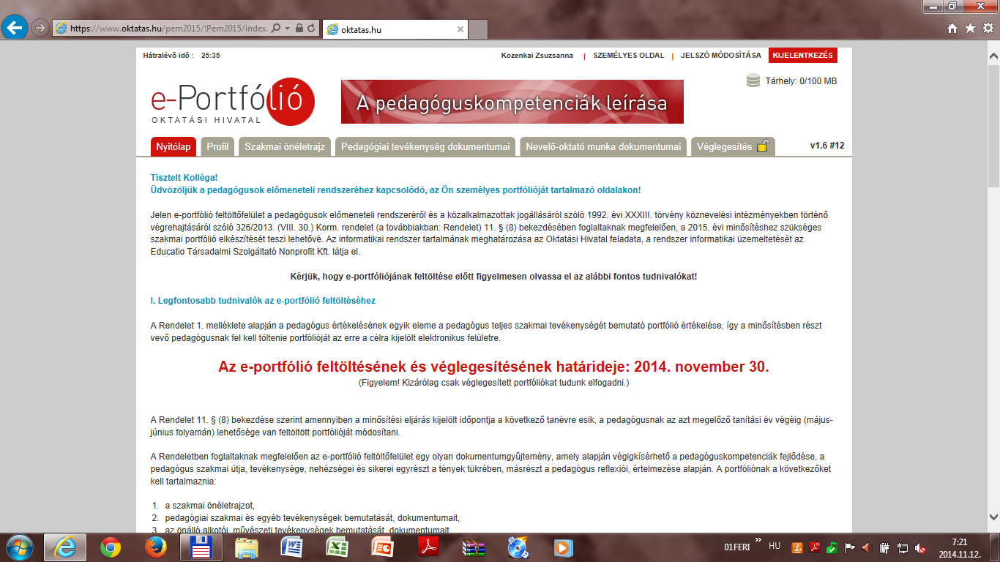 https://www.oktatas.hu/pem2015/!Pem2015/index.
oktatas.hu
Hátralévő idő : 25:35
Kozenkai Zsuzsanna | SZEMÉLYES OLDAL | JELSZÓ MÓDOSÍTÁSA KIJELENTKEZÉS
e-Portfólió
OKTATÁSI HIVATAL
A pedagóguskompetenciák leírása
Tárhely: 0/100 MB
Nyitólap Profil Szakmai önéletrajz Pedagógiai tevékenység dokumentumai Nevelő-oktató munka dokumentumai Véglegesítés v1.6 #12
Tisztelt Kolléga!
Üdvözöljük a pedagógusok előmeneteli rendszeréhez kapcsolódó, az Ön személyes portfólióját tartalmazó oldalakon!
Jelen e-portfólió feltöltőfelület a pedagógusok előmeneteli rendszeréről és a közalkalmazottak jogállásáról szóló 1992. évi XXXIII. törvény köznevelési intézményekben történő
végrehajtásáról szóló 326/2013. (VIII. 30.) Korm. rendelet (a továbbiakban: Rendelet) 11. § (8) bekezdésében foglaltaknak megfelelően, a 2015. évi minősítéshez szükséges
szakmai portfólió elkészítését teszi lehetővé. Az informatikai rendszer tartalmának meghatározása az Oktatási Hivatal feladata, a rendszer informatikai üzemeltetését az
Educatio Társadalmi Szolgáltató Nonprofit Kft. látja el.
Kérjük, hogy e-portfóliójának feltöltése előtt figyelmesen olvassa el az alábbi fontos tudnivalókat!
I. Legfontosabb tudnivalók az e-portfólió feltöltéséhez
A Rendelet 1. melléklete alapján a pedagógus értékelésének egyik eleme a pedagógus teljes szakmai tevékenységét bemutató portfólió értékelése, így a minősítésben részt
vevő pedagógusnak fel kell töltenie portfólióját az erre a célra kijelölt elektronikus felületre.
Az e-portfólió feltöltésének és véglegesítésének határideje: 2014. november 30.
(Figyelem! Kizárólag csak véglegesített portfóliókat tudunk elfogadni.)
A Rendelet 11. § (8) bekezdése szerint amennyiben a minősítési eljárás kijelölt időpontja a következő tanévre esik, a pedagógusnak az azt megelőző tanítási év végéig (május-
június folyamán) lehetősége van feltöltött portfólióját módosítani.
A Rendeletben foglaltaknak megfelelően az e-portfólió feltöltőfelület egy olyan dokumentumgyűjtemény, amely alapján végigkísérhető a pedagóguskompetenciák fejlődése, a
pedagógus szakmai útja, tevékenysége, nehézségei és sikerei egyrészt a tények tükrében, másrészt a pedagógus reflexiói, értelmezése alapján. A portfóliónak a következőket
kell tartalmaznia:
1. a szakmai önéletrajzot,
2. pedagógiai szakmai és egyéb tevékenységek bemutatását, dokumentumait,
3. az önálló alkotói, művészeti tevékenységek bemutatását, dokumentumait
01FERI » HU
7:21
2014.11.12.